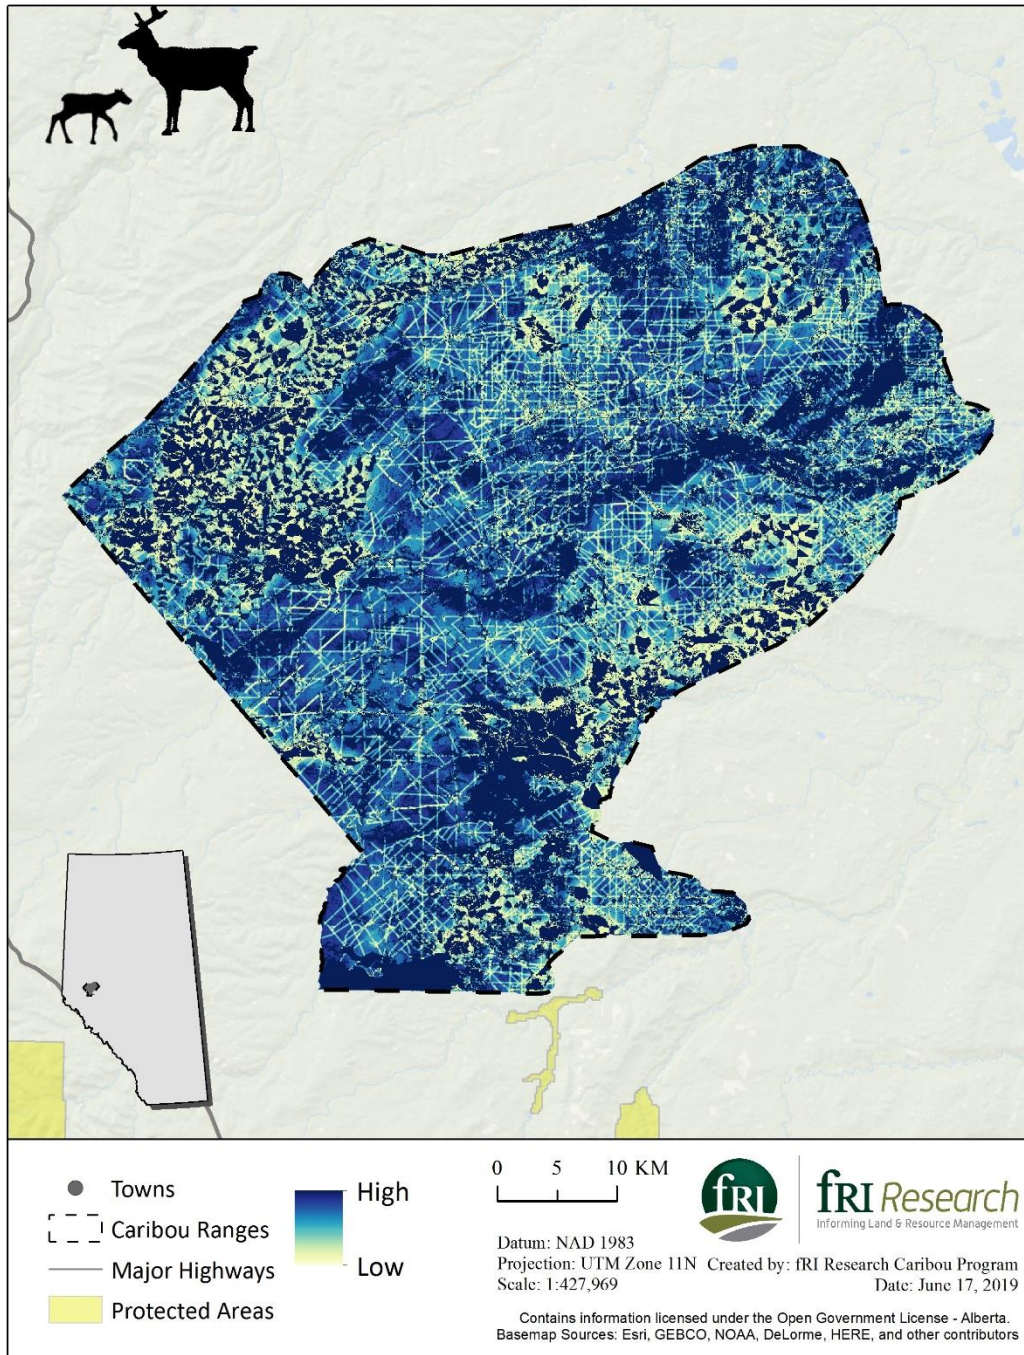 Towns
Caribou Ranges
Major Highways
Protected Areas
High
Low
0 5 10 KM
Datum: NAD 1983
Projection: UTM Zone 11N
Scale: 1:427,969
fRI
fRI Research
Informing Land & Resource Management
Created by: fRI Research Caribou Program
Date: June 17, 2019
Contains information licensed under the Open Government License - Alberta.
Basemap Sources: Esri, GEBCO, NOAA, DeLorme, HERE, and other contributors